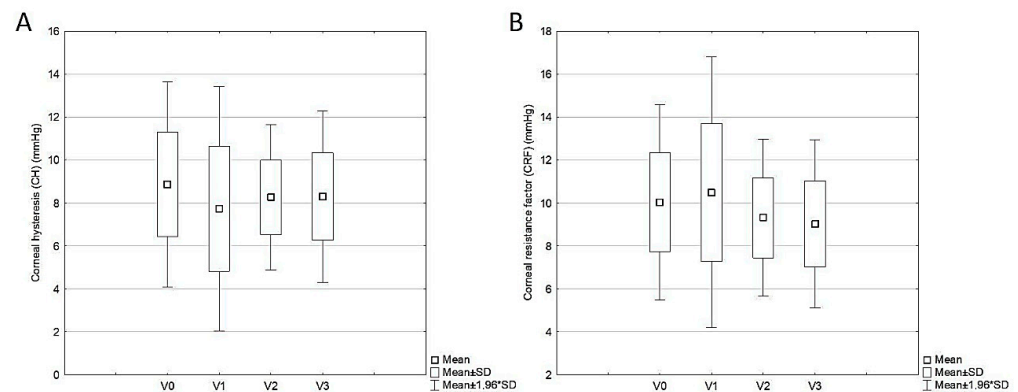 A
Corneal hysteresis (CH) (mmHg)
16
14
12
10
8
6
4
2
0
V0 V1 V2 V3
Mean
Mean±SD
Mean±1.96*SD
B
Corneal resistance factor (CRF) (mmHg)
18
16
14
12
10
8
6
4
2
V0 V1 V2 V3
Mean
Mean±SD
Mean±1.96*SD